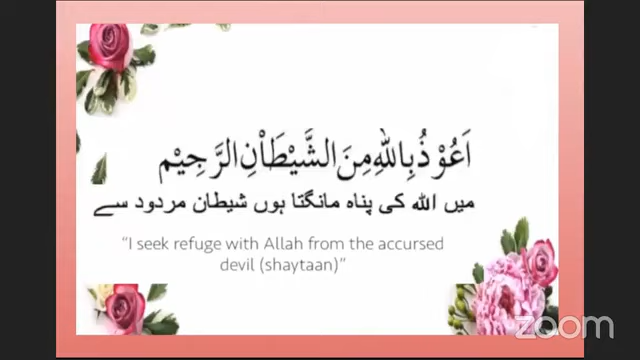 اَعُوْذُ بِاللّٰهِ مِنَ الشَّيْطَاْنِ الرَّجِيْم
میں اللہ کی پناہ مانگتا ہوں شیطان مردود سے
“I seek refuge with Allah from the accursed
devil (shaytaan)”
zoom